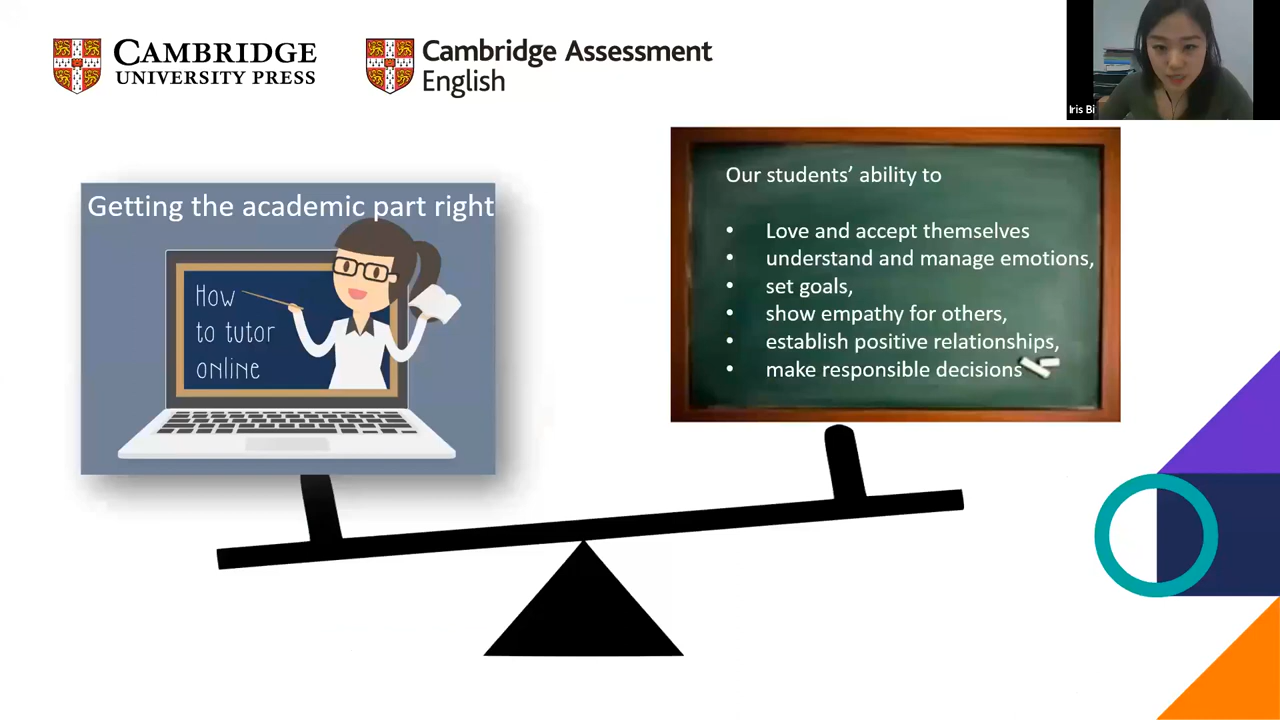 CAMBRIDGE
UNIVERSITY PRESS
Cambridge Assessment
English
Iris Bi
Getting the academic part right
How
to tutor
online
Our students’ ability to
• Love and accept themselves
• understand and manage emotions,
• set goals,
• show empathy for others,
• establish positive relationships,
• make responsible decisions